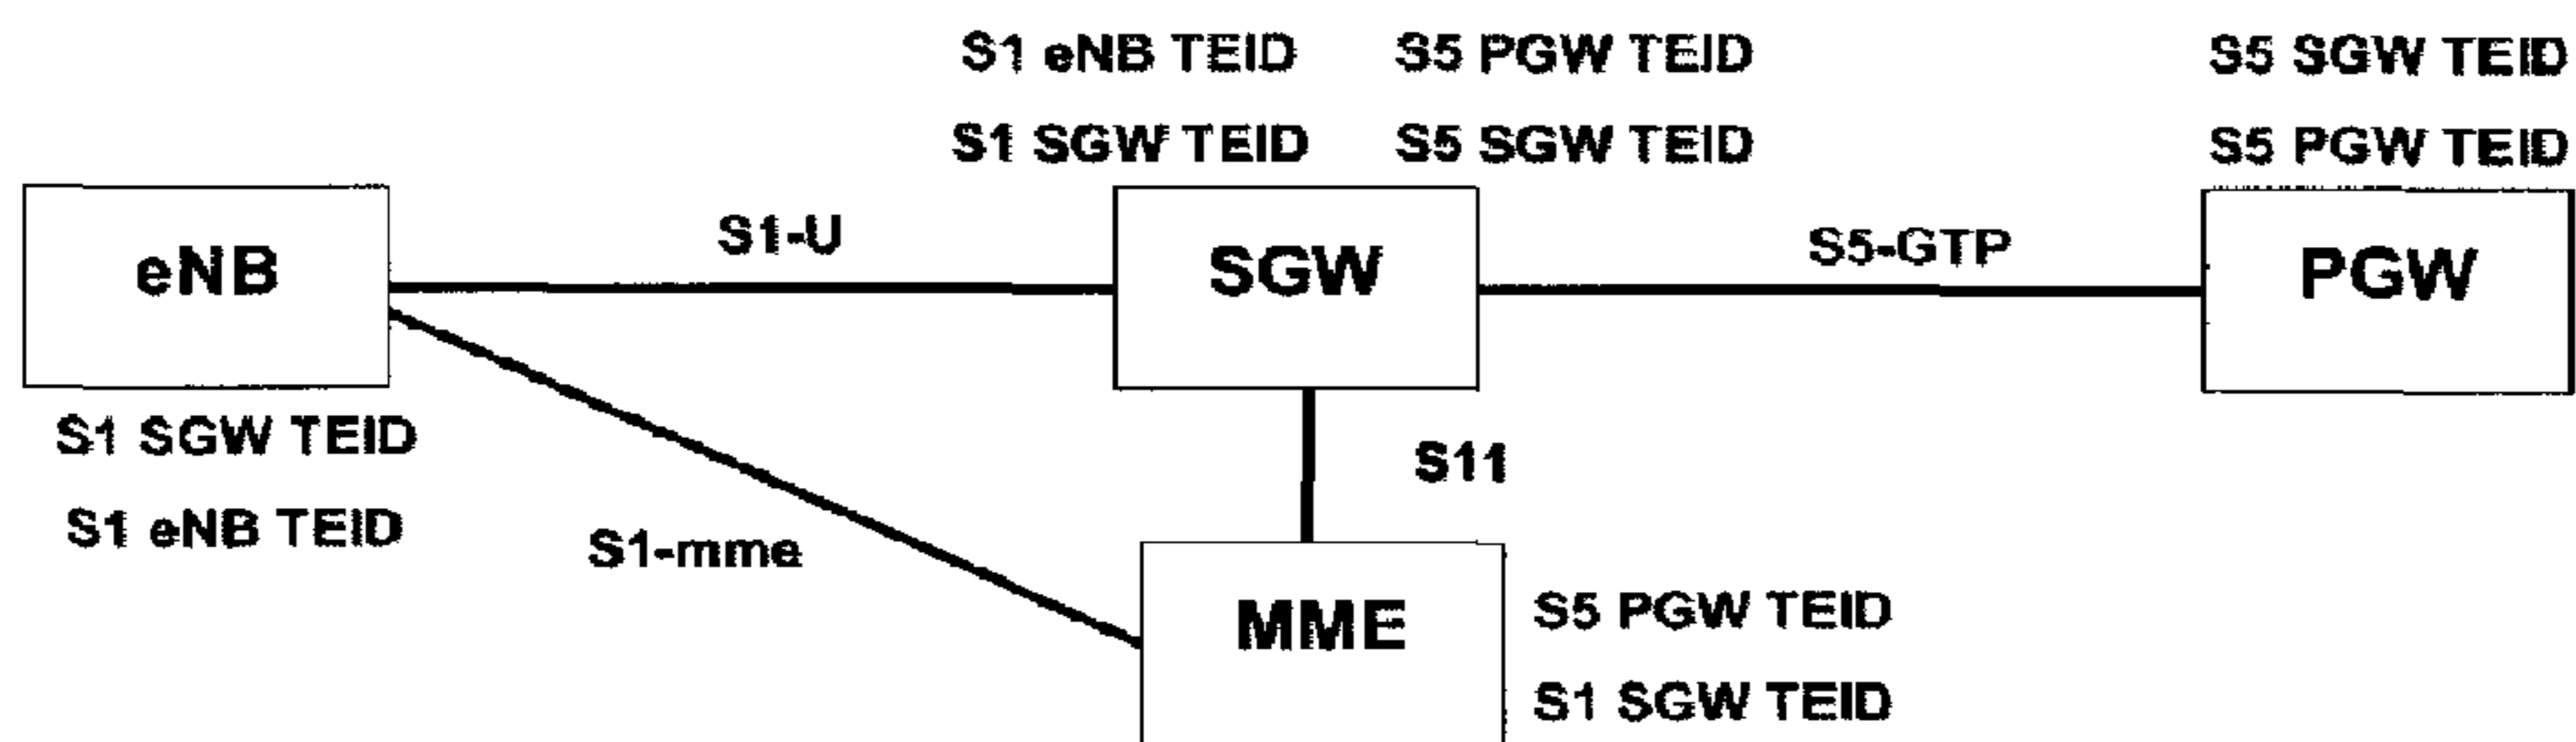 S1 eNB TEID S5 PGW TEID S5 SGW TEID
S1 SGW TEID S5 SGW TEID S5 PGW TEID
eNB S1-U SGW S5-GTP PGW
S1 SGW TEID
S11
S1 eNB TEID
S1-mme
MME
S5 PGW TEID
S1 SGW TEID